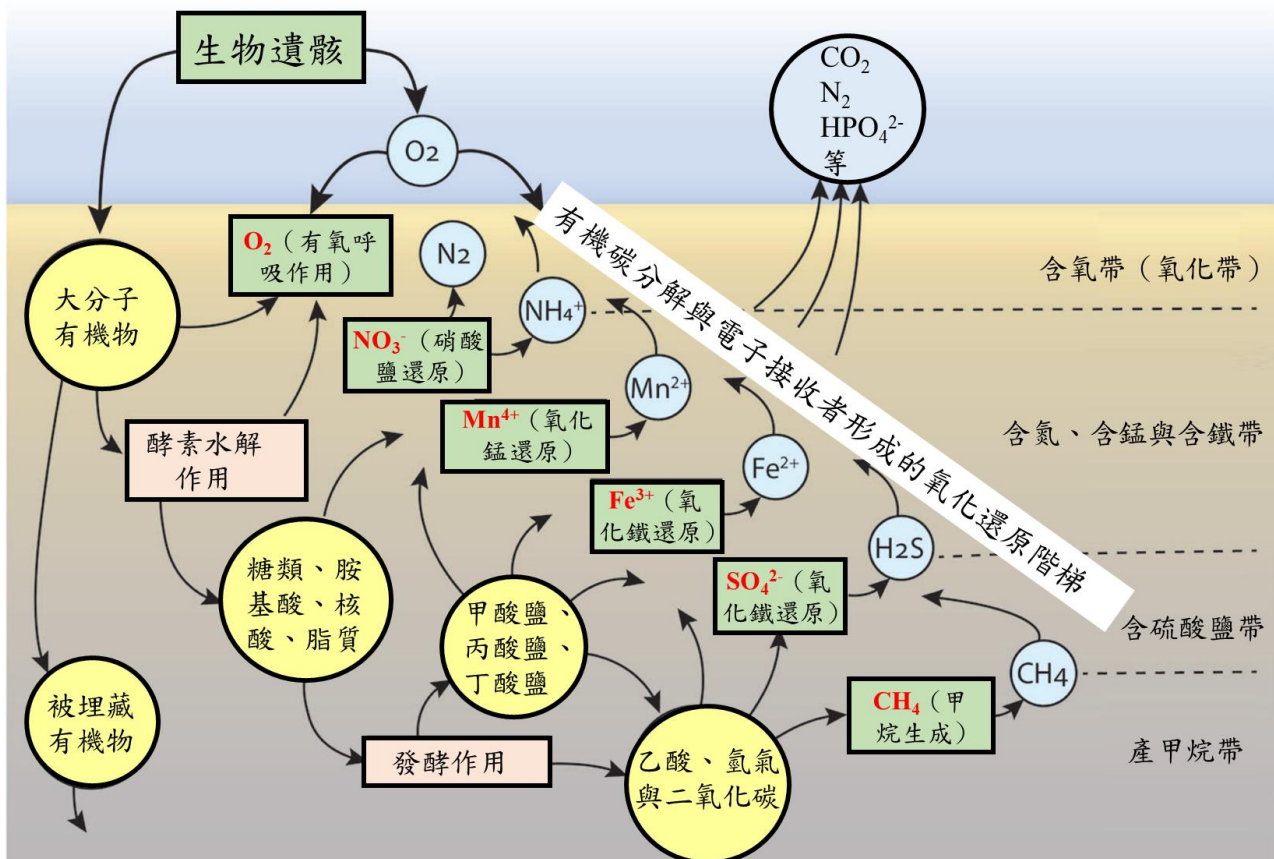 生物遺骸
CO₂
N₂
HPO₄²⁻
等
O2
有機碳分解與電子接收者形成的氧化還原階梯
O₂（有氧呼
吸作用）
N2
含氧帶（氧化帶）
大分子
有機物
NH₄⁺
NO₃⁻（硝酸
鹽還原）
Mn²⁺
Mn⁴⁺（氧化
錳還原）
含氮、含錳與含鐵帶
酵素水解
作用
Fe²⁺
Fe³⁺（氧
化鐵還原）
H2S
糖類、胺
基酸、核
酸、脂質
SO₄²⁻（氧
化鐵還原）
甲酸鹽、
丙酸鹽、
丁酸鹽
含硫酸鹽帶
CH4
被埋藏
有機物
CH₄（甲
烷生成）
產甲烷帶
發酵作用
乙酸、氫氣
與二氧化碳